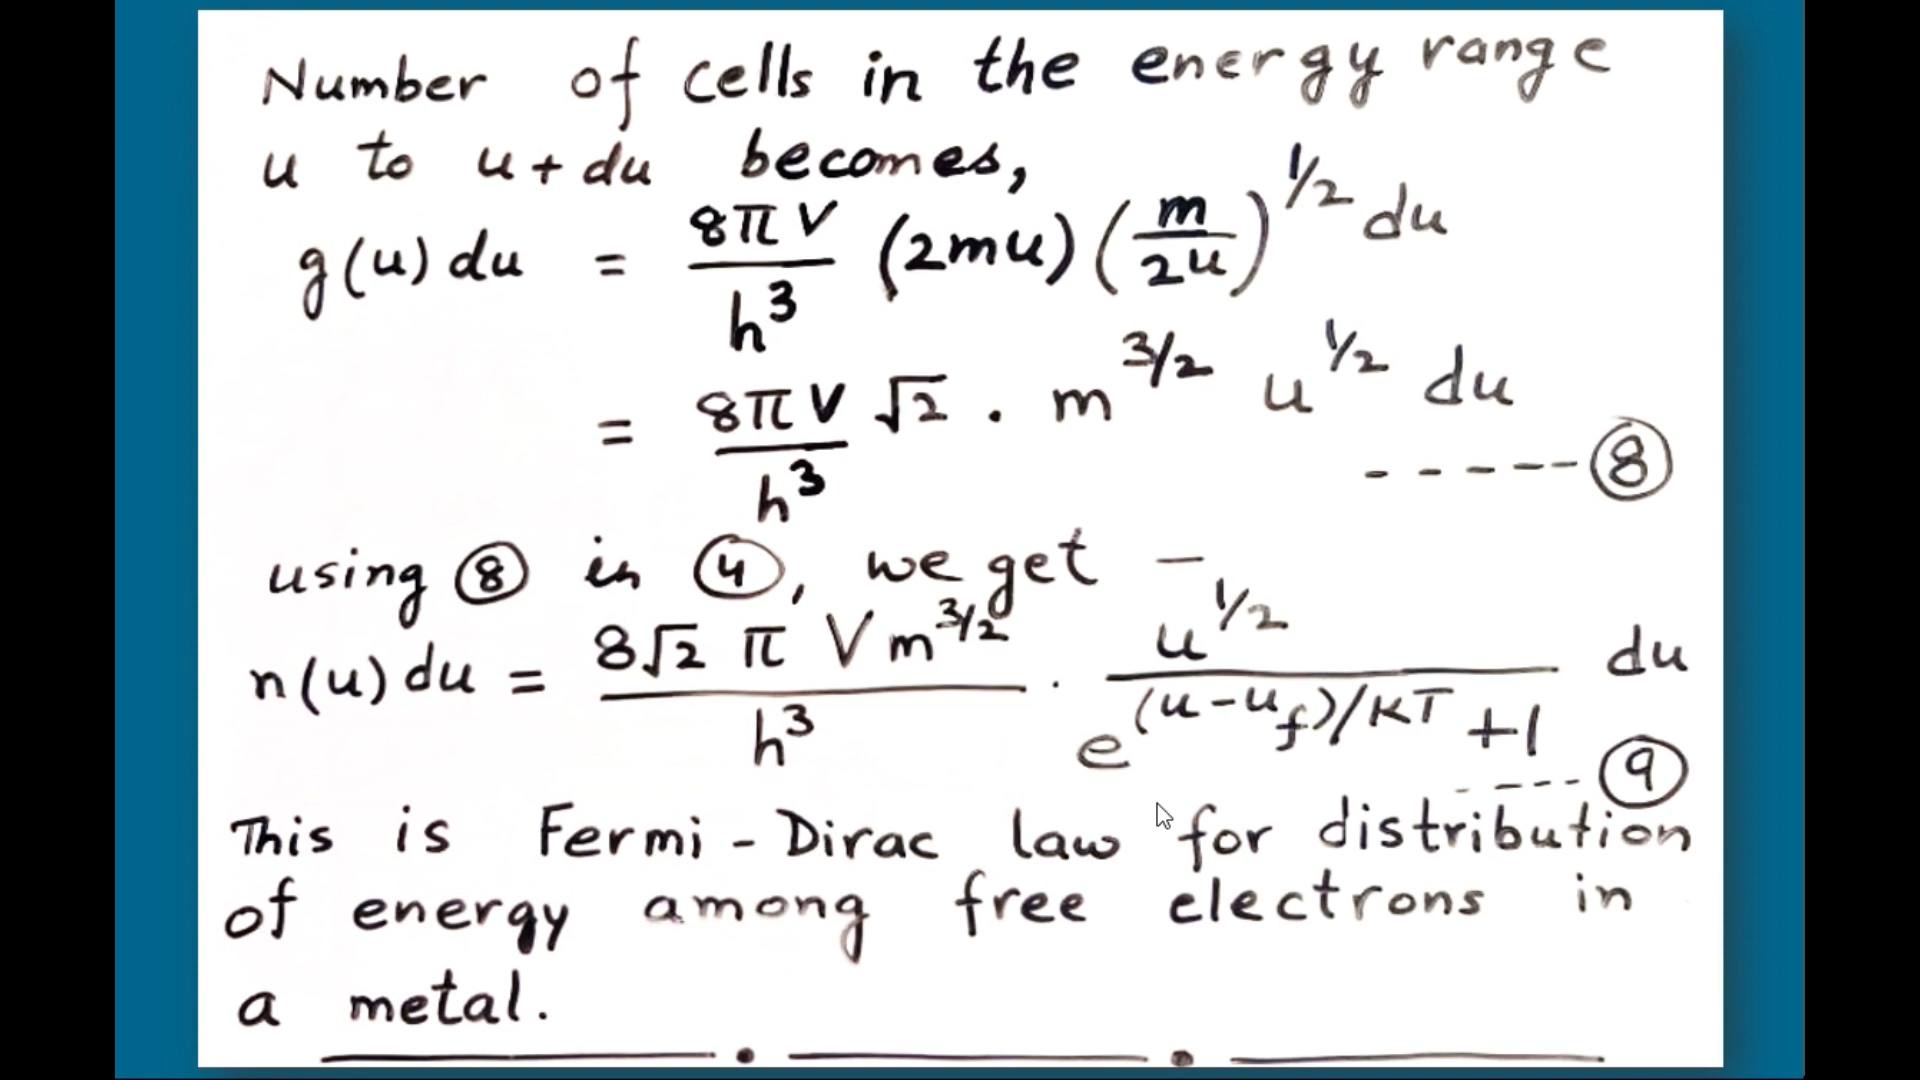 Number of cells in the energy range
u to u + du becomes,
g(u) du = 8π V / h³ (2mu) (m / 2u)^1/2 du
= 8π V / h³ √2 . m^3/2 u^1/2 du
- - - - - ⑧
using ⑧ in ④, we get –
n(u) du = 8√2 π V m^3/2 / h³ . u^1/2 / e^(u-u_f)/KT +1 du
- - - - ⑨
This is Fermi - Dirac law for distribution
of energy among free electrons in
a metal.